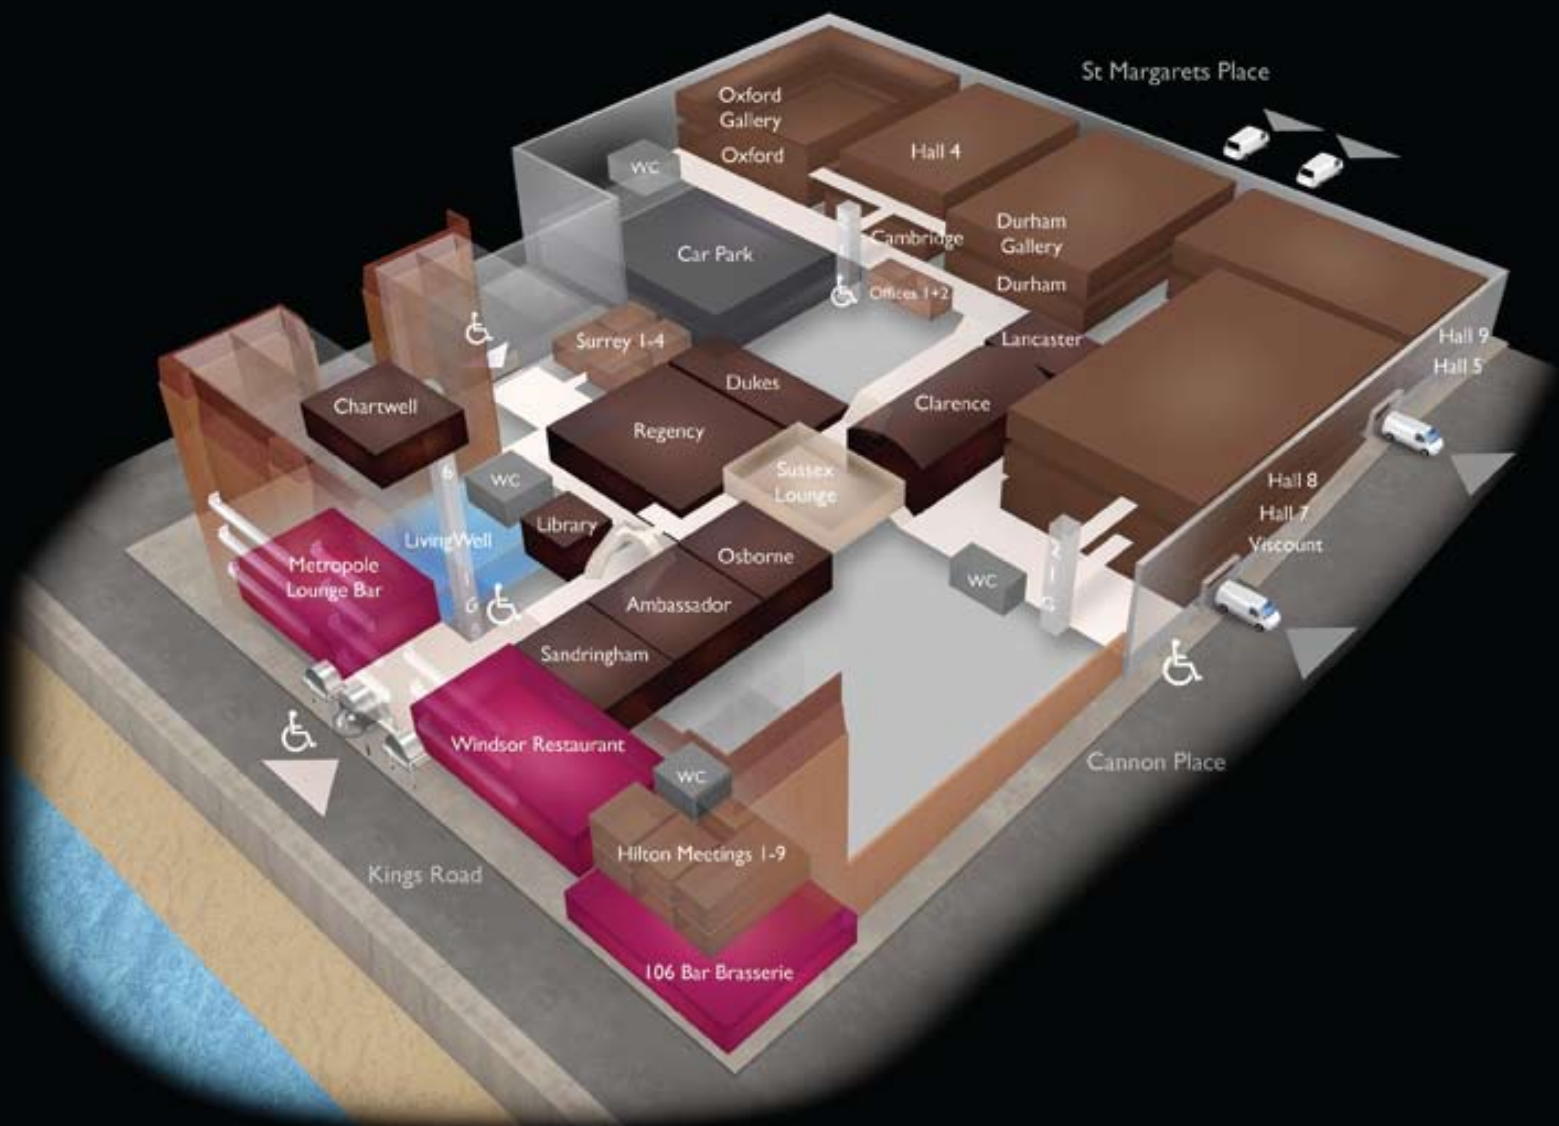 St Margarets Place
Oxford
Gallery
Oxford
Hall 4
WC
Car Park
Cambridge
Durham
Gallery
Durham
Offices 1+2
Surrey 1-4
Lancaster
Hall 9
Hall 5
Dukes
Chartwell
Clarence
Regency
Sussex
Lounge
WC
Hall 8
Hall 7
Viscount
Library
LivingWell
Osborne
Metropole
Lounge Bar
WC
2
1
G
Ambassador
6
G
Sandringham
Windsor Restaurant
WC
Cannon Place
Hilton Meetings 1-9
Kings Road
106 Bar Brasserie